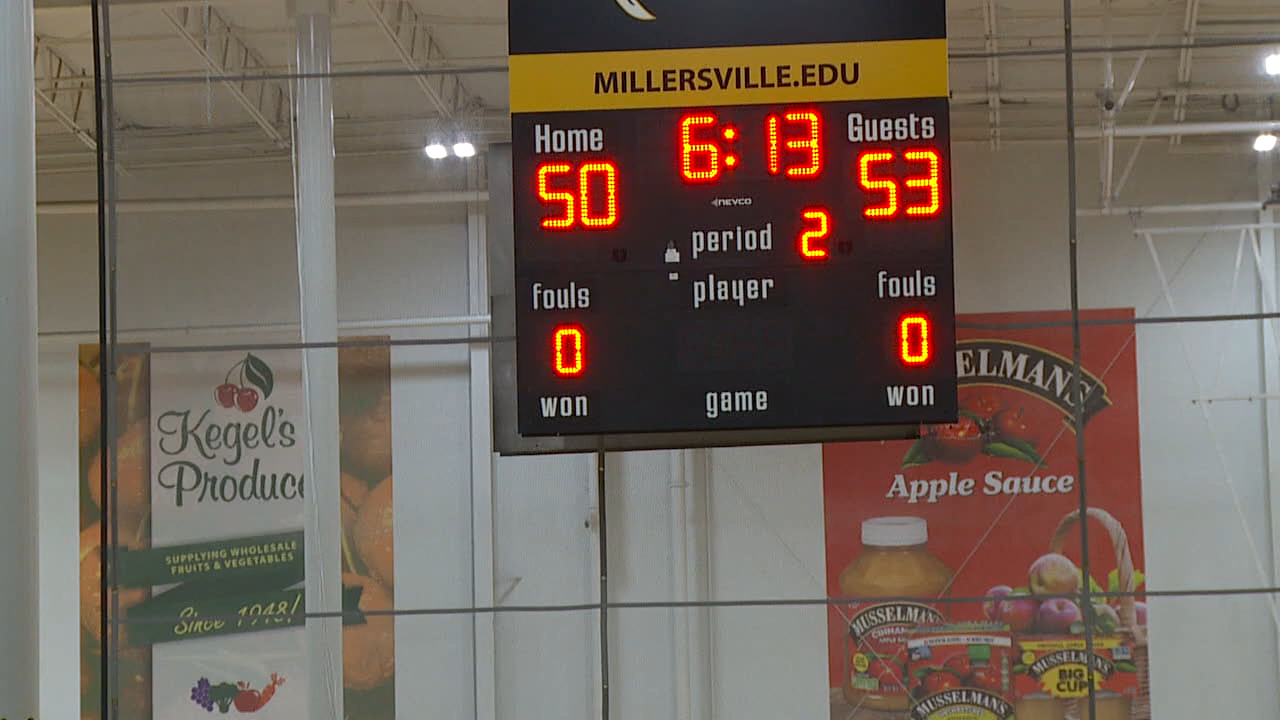 MILLERSVILLE.EDU
Home
6:13
Guests
50
53
NEVCO
period 2
player
fouls
fouls
0
0
won
game
won
Kegel's
Produce
SUPPLYING WHOLESALE
FRUITS & VEGETABLES
Since 1948!
SELMAN'S
Apple Sauce
MUSSELMAN'S
MUSSELMAN'S
BIG
CUP
MUSSELMAN'S